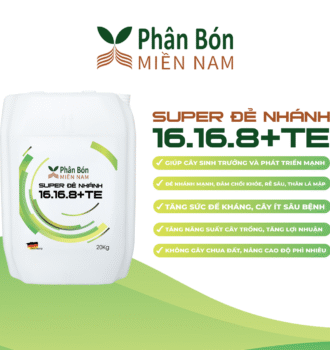 Phân Bón
MIỀN NAM
SUPER ĐẺ NHÁNH
16.16.8+TE
GIÚP CÂY SINH TRƯỞNG VÀ PHÁT TRIỂN MẠNH
ĐẺ NHÁNH MẠNH, ĐÂM CHỒI KHỎE, RỄ SÂU, THÂN LÁ MẬP
TĂNG SỨC ĐỀ KHÁNG, CÂY ÍT SÂU BỆNH
TĂNG NĂNG SUẤT CÂY TRỒNG, TĂNG LỢI NHUẬN
KHÔNG GÂY CHUA ĐẤT, NÂNG CAO ĐỘ PHÌ NHIÊU
Phân Bón
MIỀN NAM
SUPER ĐẺ NHÁNH
16.16.8+TE
20Kg